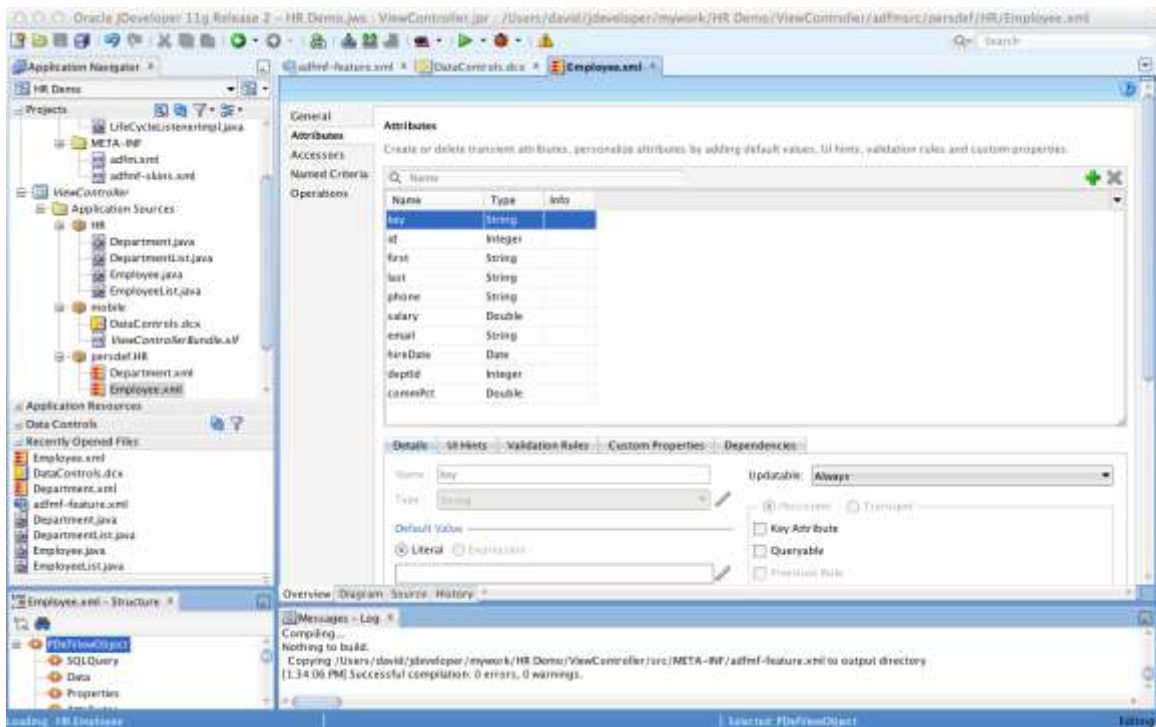 Oracle JDeveloper 11g Release 2 – HR Demo.jws : ViewController.jpr : /Users/david/jdeveloper/mywork/HR Demo/ViewController/adfmsrc/persdef/HR/Employee.xml
Search
Application Navigator
HR Demo
Projects
LifeCycleListenerImpl.java
META-INF
adfm.xml
adfmf-skins.xml
ViewController
Application Sources
HR
Department.java
DepartmentList.java
Employee.java
EmployeeList.java
mobile
DataControls.dcx
ViewControllerBundle.xlf
persdef.HR
Department.xml
Employee.xml
Application Resources
Data Controls
Recently Opened Files
Employee.xml
DataControls.dcx
Department.xml
adfmf-feature.xml
Department.java
DepartmentList.java
Employee.java
EmployeeList.java
Employee.xml – Structure
PDefViewObject
SQLQuery
Data
Properties
Attributes
adfmf-feature.xml DataControls.dcx Employee.xml
General
Attributes
Accessors
Named Criteria
Operations
Attributes
Create or delete transient attributes, personalize attributes by adding default values, UI hints, validation rules and custom properties.
Name
Name Type Info
key String
id Integer
first String
last String
phone String
salary Double
email String
hireDate Date
deptId Integer
commPct Double
Details UI Hints Validation Rules Custom Properties Dependencies
Name: key
Type: String
Default Value
Literal Expression
Updatable: Always
Persistent Transient
Key Attribute
Queryable
Precision Rule
Overview Diagram Source History
Messages – Log
Compiling...
Nothing to build.
Copying /Users/david/jdeveloper/mywork/HR Demo/ViewController/src/META-INF/adfmf-feature.xml to output directory
[1:34:06 PM] Successful compilation: 0 errors, 0 warnings.
Loading HR.Employee
Selected: PDefViewObject
Editing